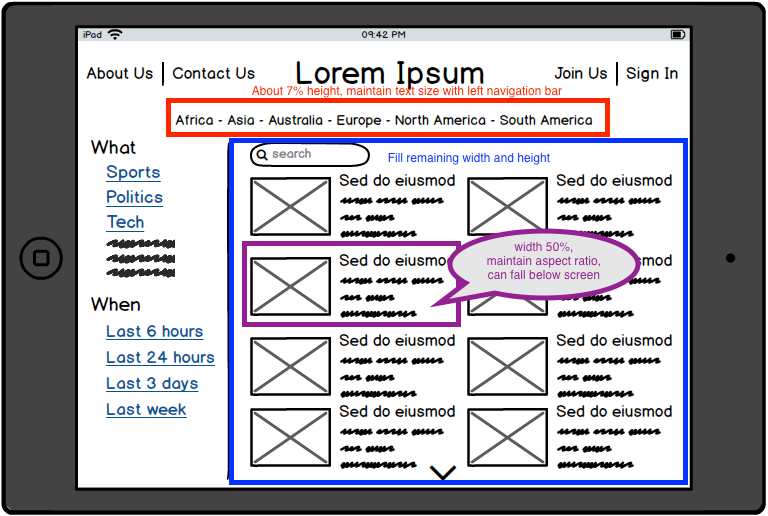 iPad 09:42 PM
About Us | Contact Us Lorem Ipsum Join Us | Sign In
About 7% height, maintain text size with left navigation bar
Africa - Asia - Australia - Europe - North America - South America
What
Sports
Politics
Tech
When
Last 6 hours
Last 24 hours
Last 3 days
Last week
search
Fill remaining width and height
Sed do eiusmod Sed do eiusmod
Sed do eiusmod
width 50%,
maintain aspect ratio,
can fall below screen
Sed do eiusmod Sed do eiusmod
Sed do eiusmod Sed do eiusmod